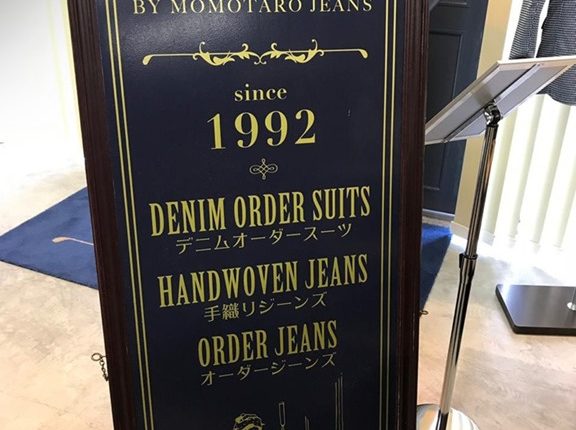 BY MOMOTARO JEANS
since
1992
DENIM ORDER SUITS
デニムオーダースーツ
HANDWOVEN JEANS
手織りジーンズ
ORDER JEANS
オーダージーンズ